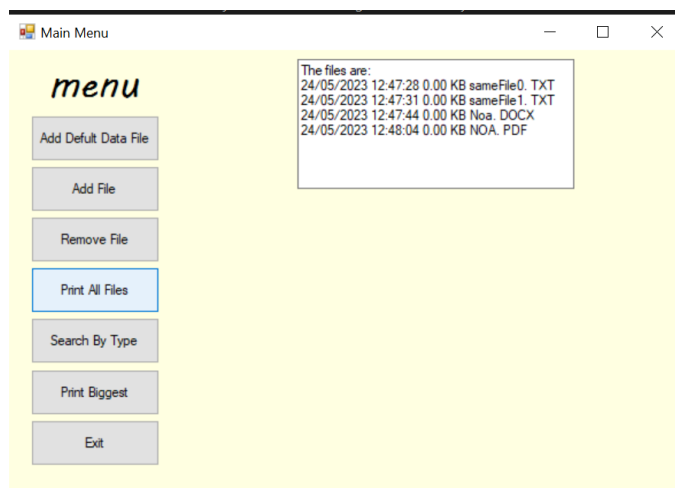 Main Menu
menu
Add Defult Data File
Add File
Remove File
Print All Files
Search By Type
Print Biggest
Exit
The files are:
24/05/2023 12:47:28 0.00 KB sameFile0. TXT
24/05/2023 12:47:31 0.00 KB sameFile1. TXT
24/05/2023 12:47:44 0.00 KB Noa. DOCX
24/05/2023 12:48:04 0.00 KB NOA. PDF